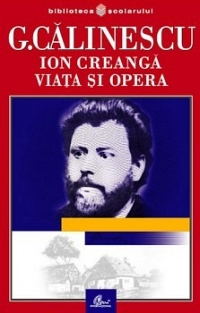 biblioteca școlarului
G.CĂLINESCU
ION CREANGĂ
VIAȚA ȘI OPERA